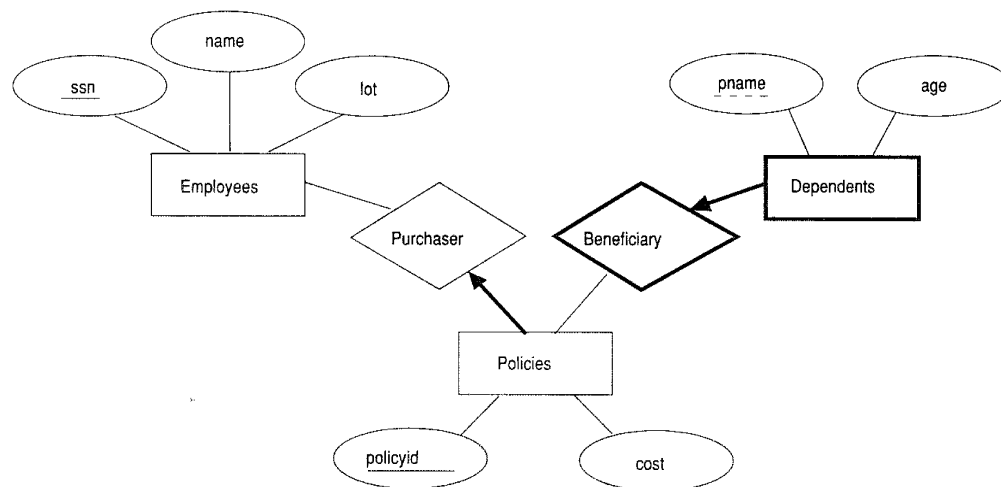 name
ssn
lot
pname
age
Employees
Dependents
Purchaser
Beneficiary
Policies
policyid
cost